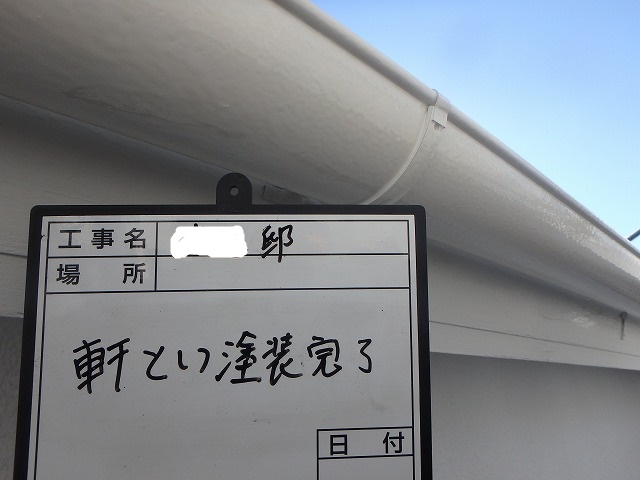 工事名 邸
場所
軒とい塗装完了
日付